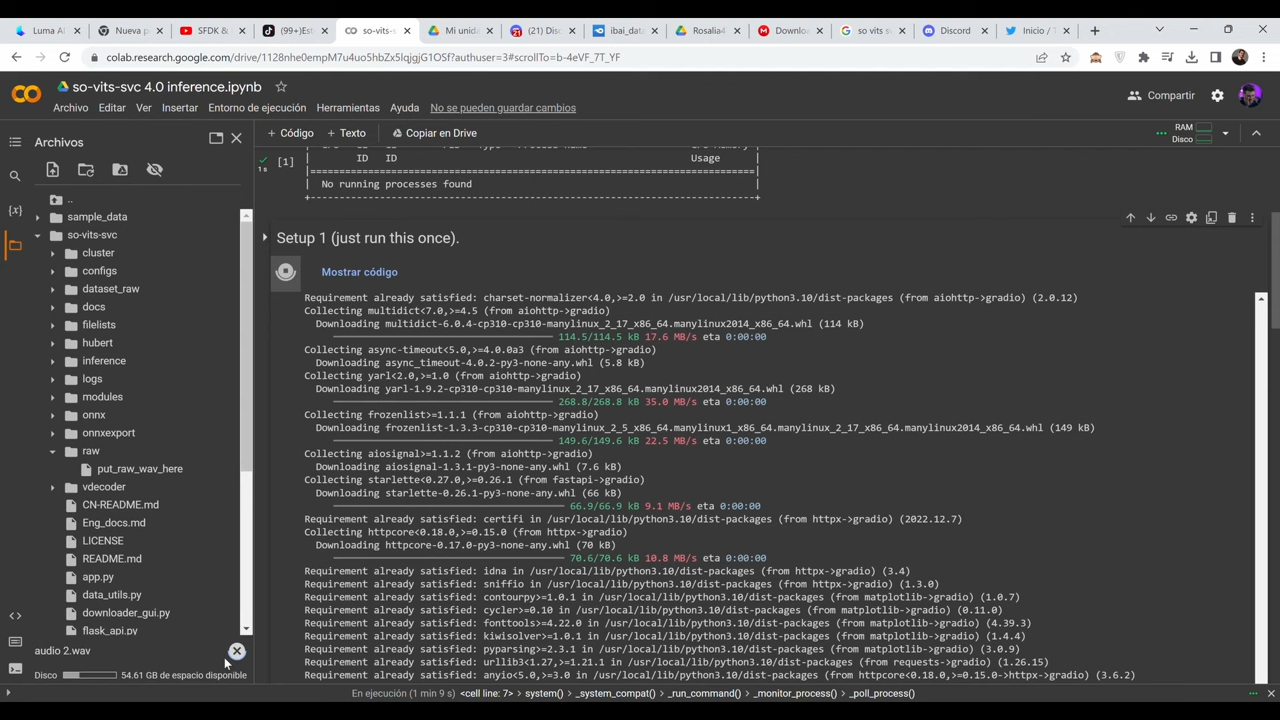 Luma AI
Nueva p
SFDK &
(99+)Est
so-vits-s
Mi unida
(21) Disc
ibai_data
Rosalia4
Downloa
so vits sv
Discord
Inicio / T
colab.research.google.com/drive/1128nhe0empM7u4uo5hbZx5lqjgjG1OSf?authuser=3#scrollTo=b-4eVF_7T_YF
so-vits-svc 4.0 inference.ipynb
Archivo Editar Ver Insertar Entorno de ejecución Herramientas Ayuda No se pueden guardar cambios
Compartir
Archivos
+ Código + Texto Copiar en Drive
RAM
Disco
..
sample_data
so-vits-svc
cluster
configs
dataset_raw
docs
filelists
hubert
inference
logs
modules
onnx
onnxexport
raw
put_raw_wav_here
vdecoder
CN-README.md
Eng_docs.md
LICENSE
README.md
app.py
data_utils.py
downloader_gui.py
flask_api.py
audio 2.wav
Disco 54.61 GB de espacio disponible
1s
[1]
| ID ID Usage |
|=============================================================================|
| No running processes found |
+-----------------------------------------------------------------------------+
Setup 1 (just run this once).
Mostrar código
Requirement already satisfied: charset-normalizer<4.0,>=2.0 in /usr/local/lib/python3.10/dist-packages (from aiohttp->gradio) (2.0.12)
Collecting multidict<7.0,>=4.5 (from aiohttp->gradio)
Downloading multidict-6.0.4-cp310-cp310-manylinux_2_17_x86_64.manylinux2014_x86_64.whl (114 kB)
114.5/114.5 kB 17.6 MB/s eta 0:00:00
Collecting async-timeout<5.0,>=4.0.0a3 (from aiohttp->gradio)
Downloading async_timeout-4.0.2-py3-none-any.whl (5.8 kB)
Collecting yarl<2.0,>=1.0 (from aiohttp->gradio)
Downloading yarl-1.9.2-cp310-cp310-manylinux_2_17_x86_64.manylinux2014_x86_64.whl (268 kB)
268.8/268.8 kB 35.0 MB/s eta 0:00:00
Collecting frozenlist>=1.1.1 (from aiohttp->gradio)
Downloading frozenlist-1.3.3-cp310-cp310-manylinux_2_5_x86_64.manylinux1_x86_64.manylinux_2_17_x86_64.manylinux2014_x86_64.whl (149 kB)
149.6/149.6 kB 22.5 MB/s eta 0:00:00
Collecting aiosignal>=1.1.2 (from aiohttp->gradio)
Downloading aiosignal-1.3.1-py3-none-any.whl (7.6 kB)
Collecting starlette<0.27.0,>=0.26.1 (from fastapi->gradio)
Downloading starlette-0.26.1-py3-none-any.whl (66 kB)
66.9/66.9 kB 9.1 MB/s eta 0:00:00
Requirement already satisfied: certifi in /usr/local/lib/python3.10/dist-packages (from httpx->gradio) (2022.12.7)
Collecting httpcore<0.18.0,>=0.15.0 (from httpx->gradio)
Downloading httpcore-0.17.0-py3-none-any.whl (70 kB)
70.6/70.6 kB 10.8 MB/s eta 0:00:00
Requirement already satisfied: idna in /usr/local/lib/python3.10/dist-packages (from httpx->gradio) (3.4)
Requirement already satisfied: sniffio in /usr/local/lib/python3.10/dist-packages (from httpx->gradio) (1.3.0)
Requirement already satisfied: contourpy>=1.0.1 in /usr/local/lib/python3.10/dist-packages (from matplotlib->gradio) (1.0.7)
Requirement already satisfied: cycler>=0.10 in /usr/local/lib/python3.10/dist-packages (from matplotlib->gradio) (0.11.0)
Requirement already satisfied: fonttools>=4.22.0 in /usr/local/lib/python3.10/dist-packages (from matplotlib->gradio) (4.39.3)
Requirement already satisfied: kiwisolver>=1.0.1 in /usr/local/lib/python3.10/dist-packages (from matplotlib->gradio) (1.4.4)
Requirement already satisfied: pyparsing>=2.3.1 in /usr/local/lib/python3.10/dist-packages (from matplotlib->gradio) (3.0.9)
Requirement already satisfied: urllib3<1.27,>=1.21.1 in /usr/local/lib/python3.10/dist-packages (from requests->gradio) (1.26.15)
Requirement already satisfied: anyio<5.0,>=3.0 in /usr/local/lib/python3.10/dist-packages (from httpcore<0.18.0,>=0.15.0->httpx->gradio) (3.6.2)
En ejecución (1 min 9 s) <cell line: 7> > system() > _system_compat() > _run_command() > _monitor_process() > _poll_process()